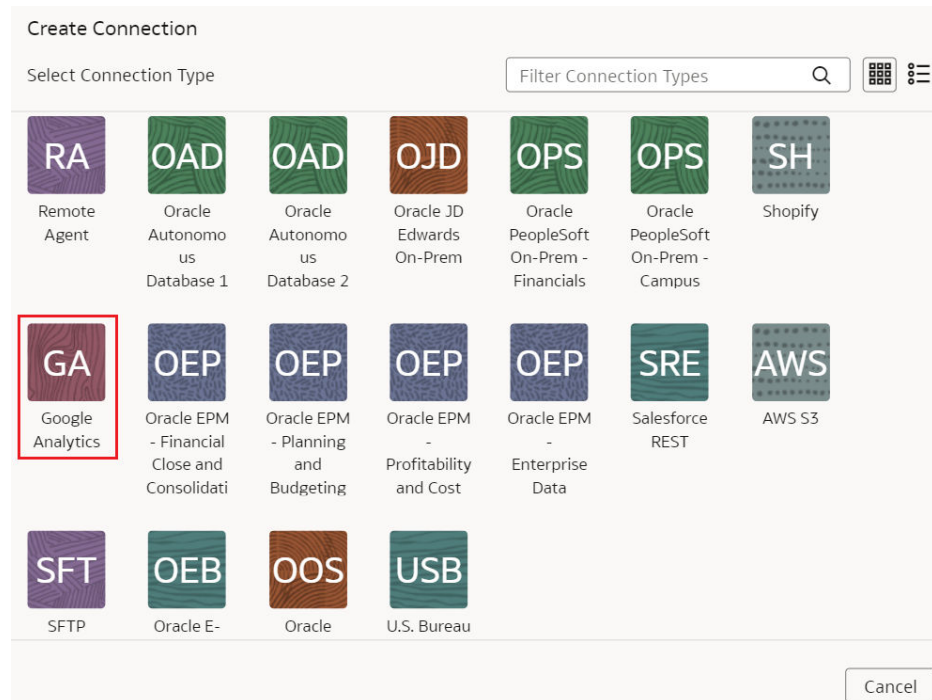 Create Connection
Select Connection Type
Filter Connection Types
RA
OAD
OAD
OJD
OPS
OPS
SH
Remote
Agent
Oracle
Autonomo
us
Database 1
Oracle
Autonomo
us
Database 2
Oracle JD
Edwards
On-Prem
Oracle
PeopleSoft
On-Prem -
Financials
Oracle
PeopleSoft
On-Prem -
Campus
Shopify
GA
OEP
OEP
OEP
OEP
SRE
AWS
Google
Analytics
Oracle EPM
- Financial
Close and
Consolidati
Oracle EPM
- Planning
and
Budgeting
Oracle EPM
-
Profitability
and Cost
Oracle EPM
-
Enterprise
Data
Salesforce
REST
AWS S3
SFT
OEB
OOS
USB
SFTP
Oracle E-
Oracle
U.S. Bureau
Cancel